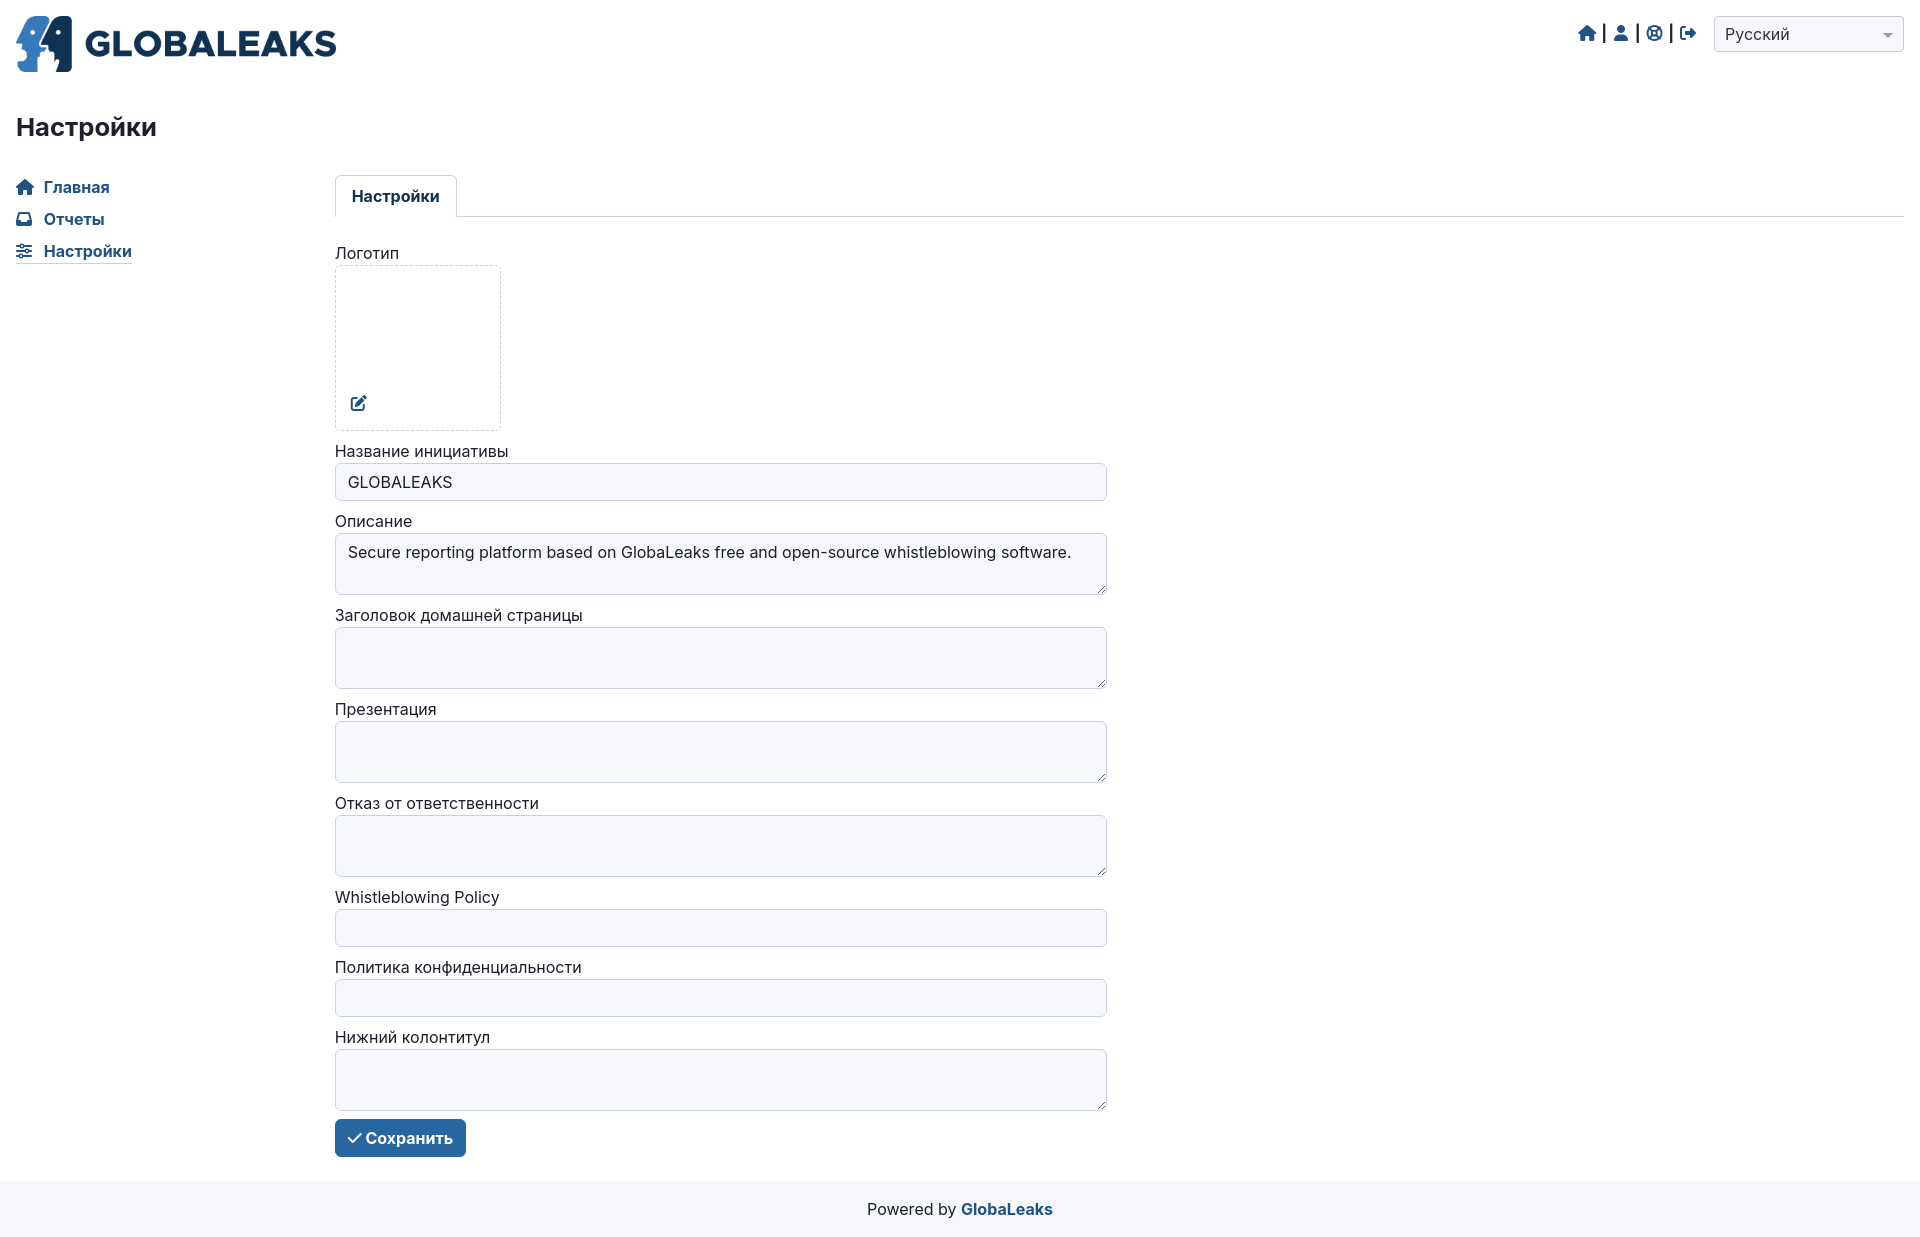 GLOBALEAKS
Русский
Настройки
Главная
Отчеты
Настройки
Настройки
Логотип
Название инициативы
GLOBALEAKS
Описание
Secure reporting platform based on GlobaLeaks free and open-source whistleblowing software.
Заголовок домашней страницы
Презентация
Отказ от ответственности
Whistleblowing Policy
Политика конфиденциальности
Нижний колонтитул
Сохранить
Powered by GlobaLeaks